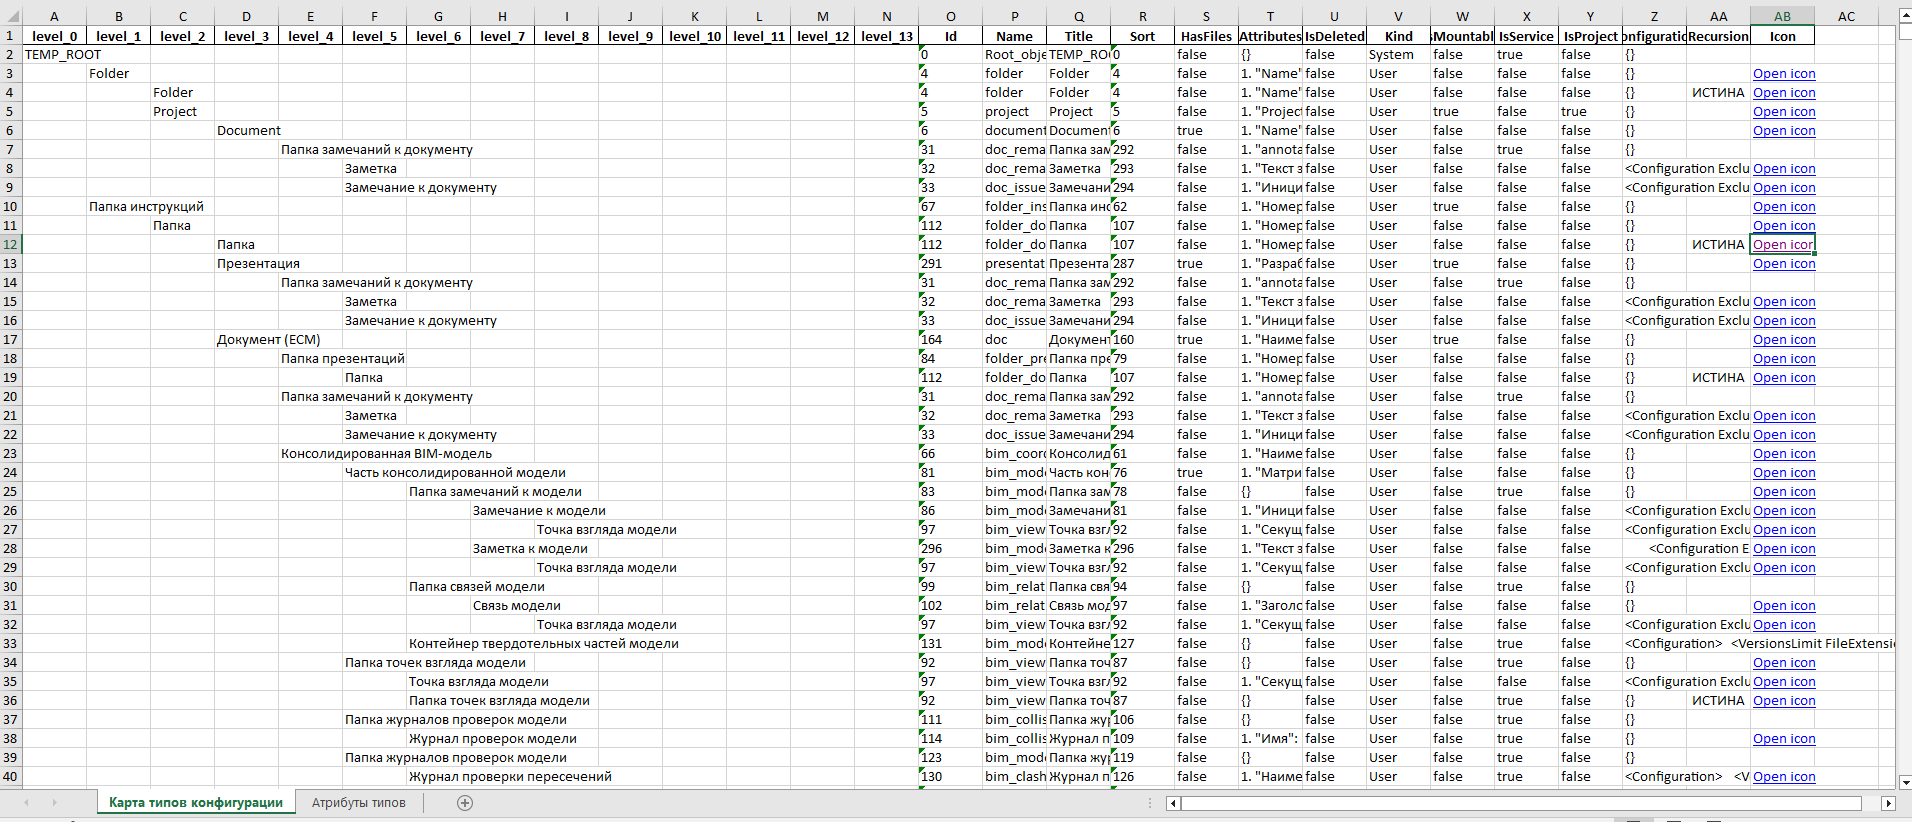 A B C D E F G H I J K L M N O P Q R S T U V W X Y Z AA AB AC
1 level_0 level_1 level_2 level_3 level_4 level_5 level_6 level_7 level_8 level_9 level_10 level_11 level_12 level_13 Id Name Title Sort HasFiles Attributes IsDeleted Kind sMountabl IsService IsProject onfiguratic Recursion Icon
2 TEMP_ROOT 0 Root_obje TEMP_RO 0 false {} false System false true false {}
3 Folder 4 folder Folder 4 false 1. "Name" false User false false false {} Open icon
4 Folder 4 folder Folder 4 false 1. "Name" false User false false false {} ИСТИНА Open icon
5 Project 5 project Project 5 false 1. "Projec false User true false true {} Open icon
6 Document 6 document Document 6 true 1. "Name" false User false false false {} Open icon
7 Папка замечаний к документу 31 doc_rema Папка зам 292 false 1. "annota false User false true false {}
8 Заметка 32 doc_rema Заметка 293 false 1. "Текст з false User false false false <Configuration Exclu Open icon
9 Замечание к документу 33 doc_issue Замечани 294 false 1. "Иници false User false false false <Configuration Exclu Open icon
10 Папка инструкций 67 folder_ins Папка инс 62 false 1. "Номер false User true false false {} Open icon
11 Папка 112 folder_do Папка 107 false 1. "Номер false User false false false {} Open icon
12 Папка 112 folder_do Папка 107 false 1. "Номер false User false false false {} ИСТИНА Open icon
13 Презентация 291 presentat Презента 287 true 1. "Разраб false User true false false {} Open icon
14 Папка замечаний к документу 31 doc_rema Папка зам 292 false 1. "annota false User false true false {}
15 Заметка 32 doc_rema Заметка 293 false 1. "Текст з false User false false false <Configuration Exclu Open icon
16 Замечание к документу 33 doc_issue Замечани 294 false 1. "Иници false User false false false <Configuration Exclu Open icon
17 Документ (ECM) 164 doc Документ 160 true 1. "Наиме false User true false false {} Open icon
18 Папка презентаций 84 folder_pre Папка пре 79 false 1. "Номер false User false false false {} Open icon
19 Папка 112 folder_do Папка 107 false 1. "Номер false User false false false {} ИСТИНА Open icon
20 Папка замечаний к документу 31 doc_rema Папка зам 292 false 1. "annota false User false true false {}
21 Заметка 32 doc_rema Заметка 293 false 1. "Текст з false User false false false <Configuration Exclu Open icon
22 Замечание к документу 33 doc_issue Замечани 294 false 1. "Иници false User false false false <Configuration Exclu Open icon
23 Консолидированная BIM-модель 66 bim_coor Консолид 61 false 1. "Наиме false User false false false {} Open icon
24 Часть консолидированной модели 81 bim_mod Часть кон 76 true 1. "Матри false User false false false {} Open icon
25 Папка замечаний к модели 83 bim_mod Папка зам 78 false {} false User false true false {} Open icon
26 Замечание к модели 86 bim_mod Замечани 81 false 1. "Иници false User false false false <Configuration Exclu Open icon
27 Точка взгляда модели 97 bim_view Точка взгл 92 false 1. "Секущ false User false false false <Configuration Exclu Open icon
28 Заметка к модели 296 bim_mod Заметка к 296 false 1. "Текст з false User false false false <Configuration E Open icon
29 Точка взгляда модели 97 bim_view Точка взгл 92 false 1. "Секущ false User false false false <Configuration Exclu Open icon
30 Папка связей модели 99 bim_relat Папка свя 94 false {} false User false true false {}
31 Связь модели 102 bim_relat Связь мод 97 false 1. "Заголо false User false false false {} Open icon
32 Точка взгляда модели 97 bim_view Точка взгл 92 false 1. "Секущ false User false false false <Configuration Exclu Open icon
33 Контейнер твердотельных частей модели 131 bim_mod Контейне 127 false {} false User false true false <Configuration> <VersionsLimit FileExtensi
34 Папка точек взгляда модели 92 bim_view Папка точ 87 false {} false User false true false {} Open icon
35 Точка взгляда модели 97 bim_view Точка взгл 92 false 1. "Секущ false User false false false <Configuration Exclu Open icon
36 Папка точек взгляда модели 92 bim_view Папка точ 87 false {} false User false true false {} ИСТИНА Open icon
37 Папка журналов проверок модели 111 bim_collis Папка жур 106 false {} false User false true false {}
38 Журнал проверок модели 114 bim_collis Журнал п 109 false 1. "Имя": false User false true false {} Open icon
39 Папка журналов проверок модели 123 bim_mod Папка жур 119 false {} false User false true false {}
40 Журнал проверки пересечений 130 bim_clash Журнал п 126 false 1. "Наиме false User false true false <Configuration> <V Open icon
Карта типов конфигурации Атрибуты типов